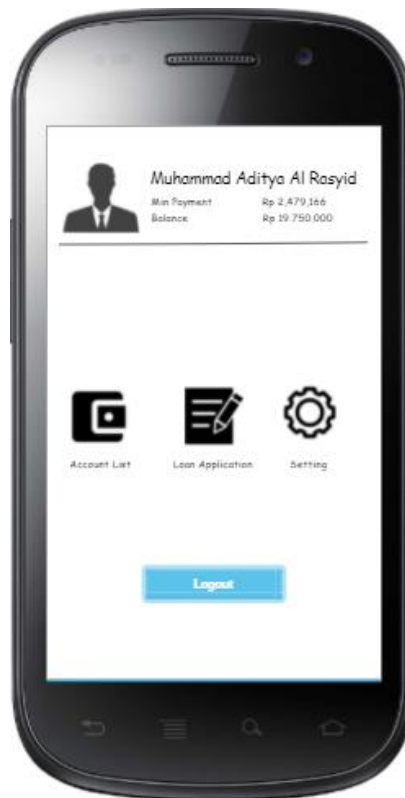 Muhammad Aditya Al Rasyid
Min Payment Rp 2,479,166
Balance Rp 19.750.000
Account List Loan Application Setting
Logout